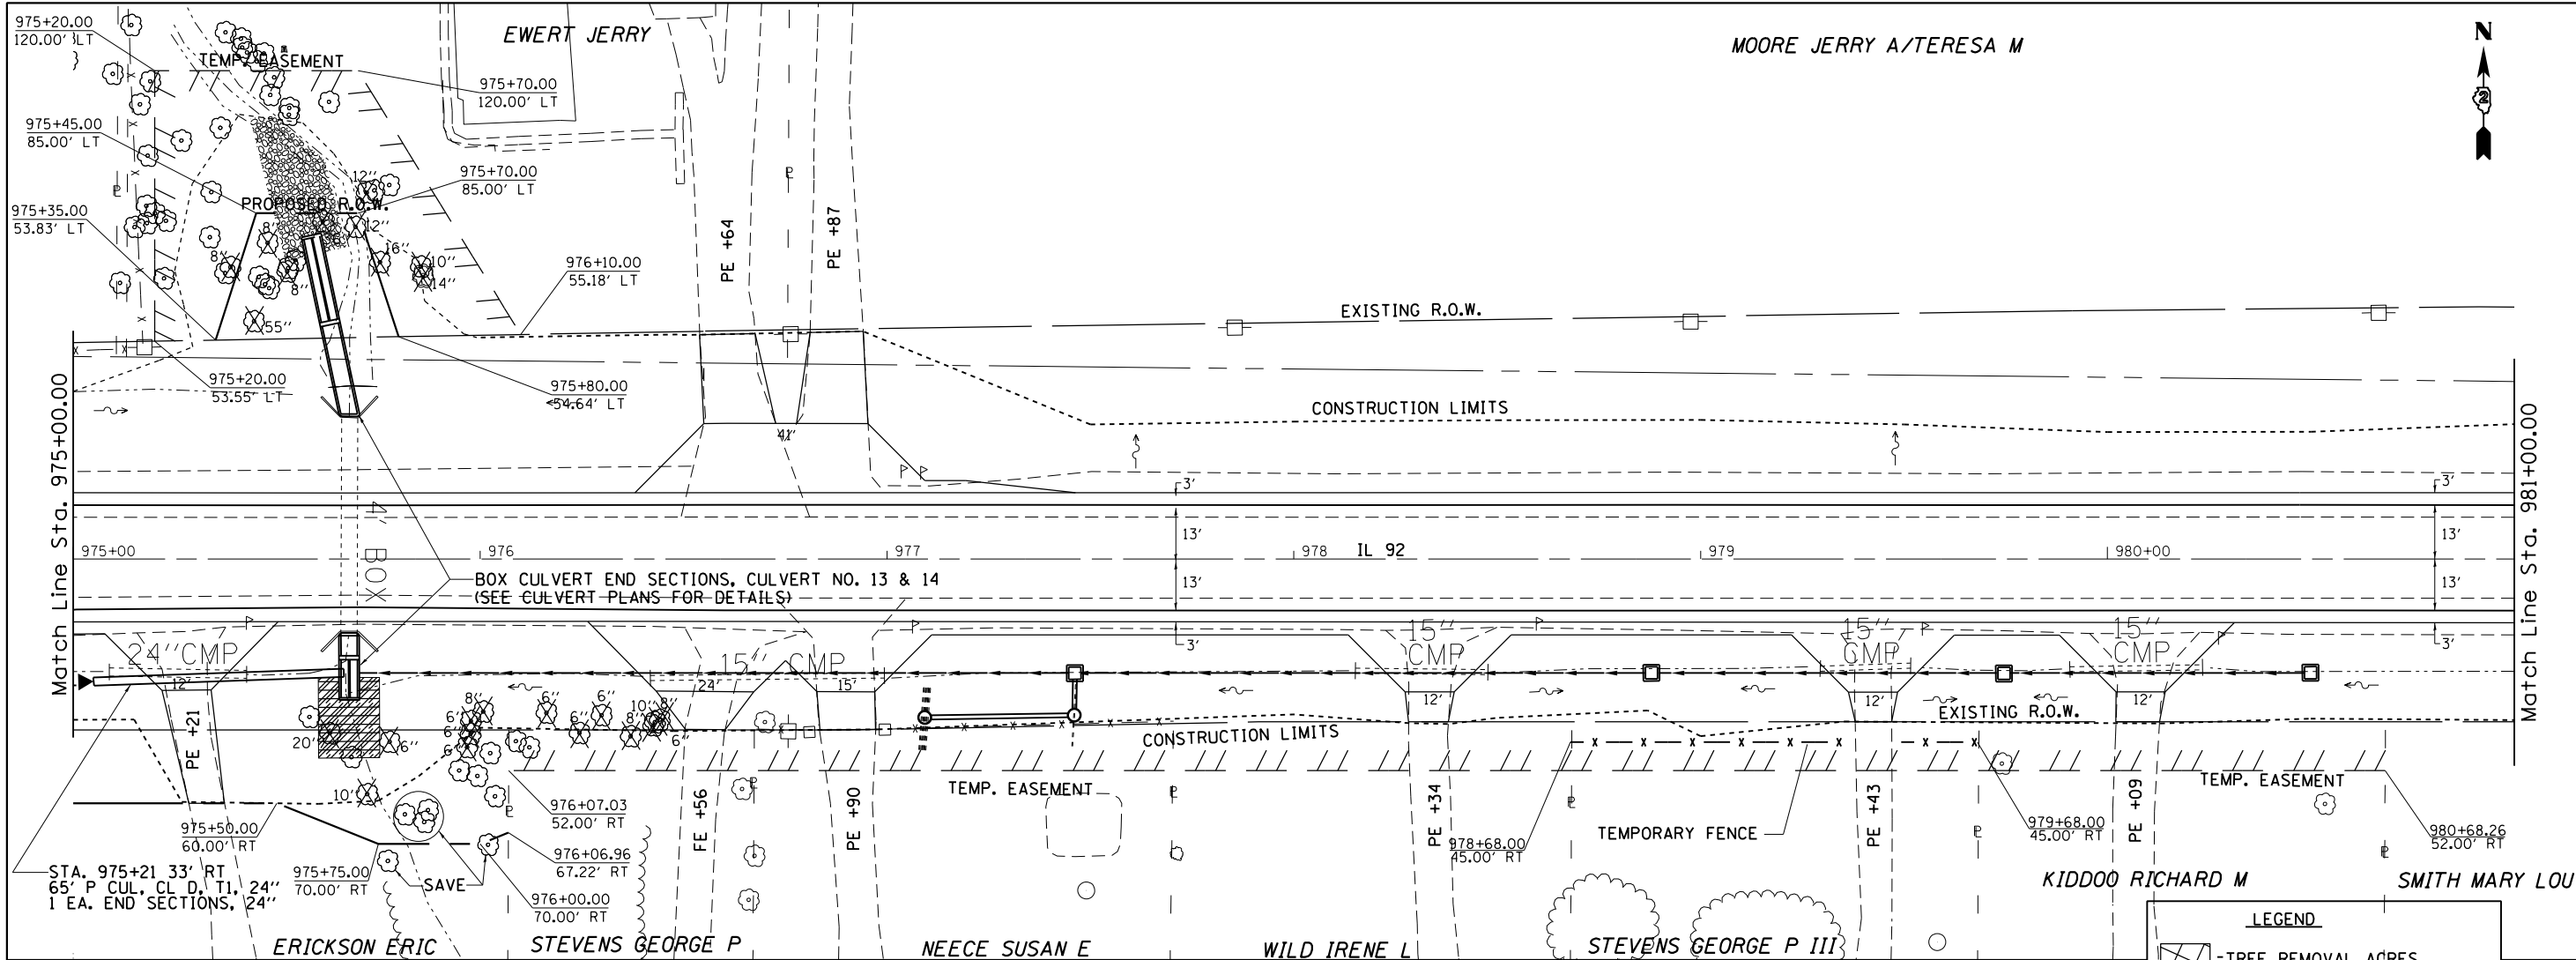 975+20.00
120.00' LT
TEMP. EASEMENT
EWERT JERRY
MOORE JERRY A/TERESA M
N
2
975+70.00
120.00' LT
975+45.00
85.00' LT
975+70.00
85.00' LT
12"
PROPOSED R.O.W.
975+35.00
53.83' LT
8"
12"
8"
16"
10"
14"
8"
55"
PE +64
PE +87
976+10.00
55.18' LT
EXISTING R.O.W.
975+20.00
53.55' LT
975+80.00
54.64' LT
CONSTRUCTION LIMITS
41'
Match Line Sta. 975+00.00
Match Line Sta. 981+00.00
3'
3'
4' BOX
13'
13'
975+00
976
977
978
IL 92
979
980+00
BOX CULVERT END SECTIONS, CULVERT NO. 13 & 14
(SEE CULVERT PLANS FOR DETAILS)
13'
13'
3'
3'
24" CMP
15" CMP
15"
CMP
15"
CMP
15"
CMP
12'
24'
15'
12'
12'
12'
8"
6"
6"
10"
8"
6"
6"
6"
6"
8"
6"
20"
6"
10"
PE +21
EXISTING R.O.W.
CONSTRUCTION LIMITS
TEMP. EASEMENT
TEMP. EASEMENT
976+07.03
52.00' RT
FE +56
PE +90
PE +34
PE +43
PE +09
975+50.00
60.00' RT
TEMPORARY FENCE
978+68.00
45.00' RT
979+68.00
45.00' RT
980+68.26
52.00' RT
976+06.96
67.22' RT
STA. 975+21 33' RT
65' P CUL, CL D, T1, 24"
1 EA. END SECTIONS, 24"
975+75.00
70.00' RT
SAVE
976+00.00
70.00' RT
KIDDOO RICHARD M
SMITH MARY LOU
ERICKSON ERIC
STEVENS GEORGE P
NEECE SUSAN E
WILD IRENE L
STEVENS GEORGE P III
LEGEND
-TREE REMOVAL ACRES